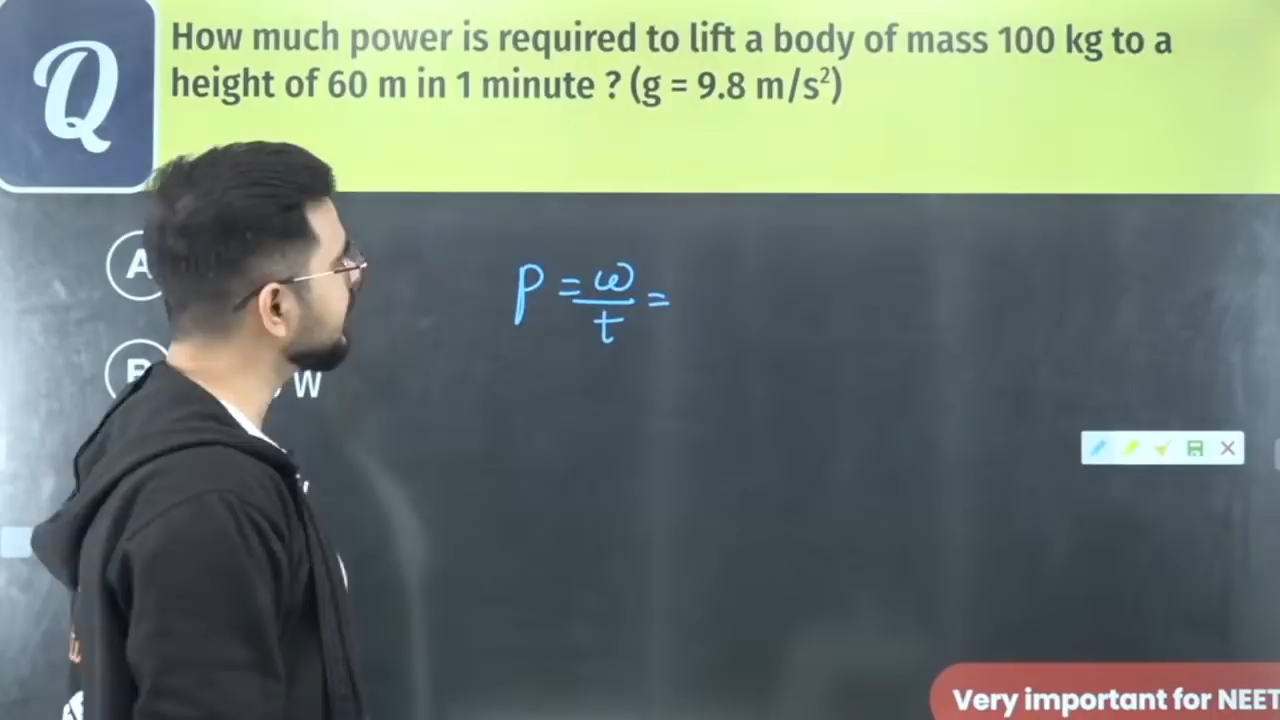 Q
How much power is required to lift a body of mass 100 kg to a
height of 60 m in 1 minute ? (g = 9.8 m/s²)
A
P = ω/t =
B
W
Very important for NEET